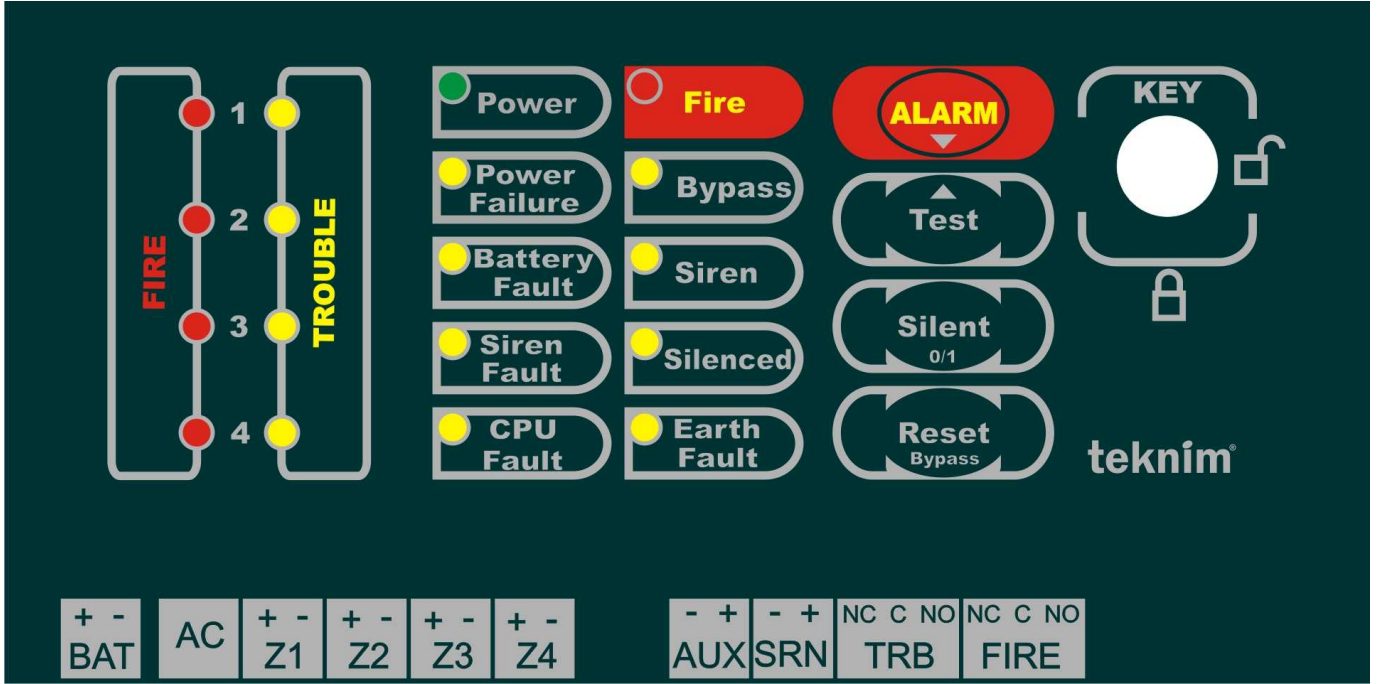 FIRE
1
2
3
4
TROUBLE
Power
Power
Failure
Battery
Fault
Siren
Fault
CPU
Fault
Fire
Bypass
Siren
Silenced
Earth
Fault
ALARM
Test
Silent
0/1
Reset
Bypass
KEY
teknim®
+ -
BAT
AC
+ -
Z1
+ -
Z2
+ -
Z3
+ -
Z4
- +
AUX
- +
SRN
NC C NO
TRB
NC C NO
FIRE